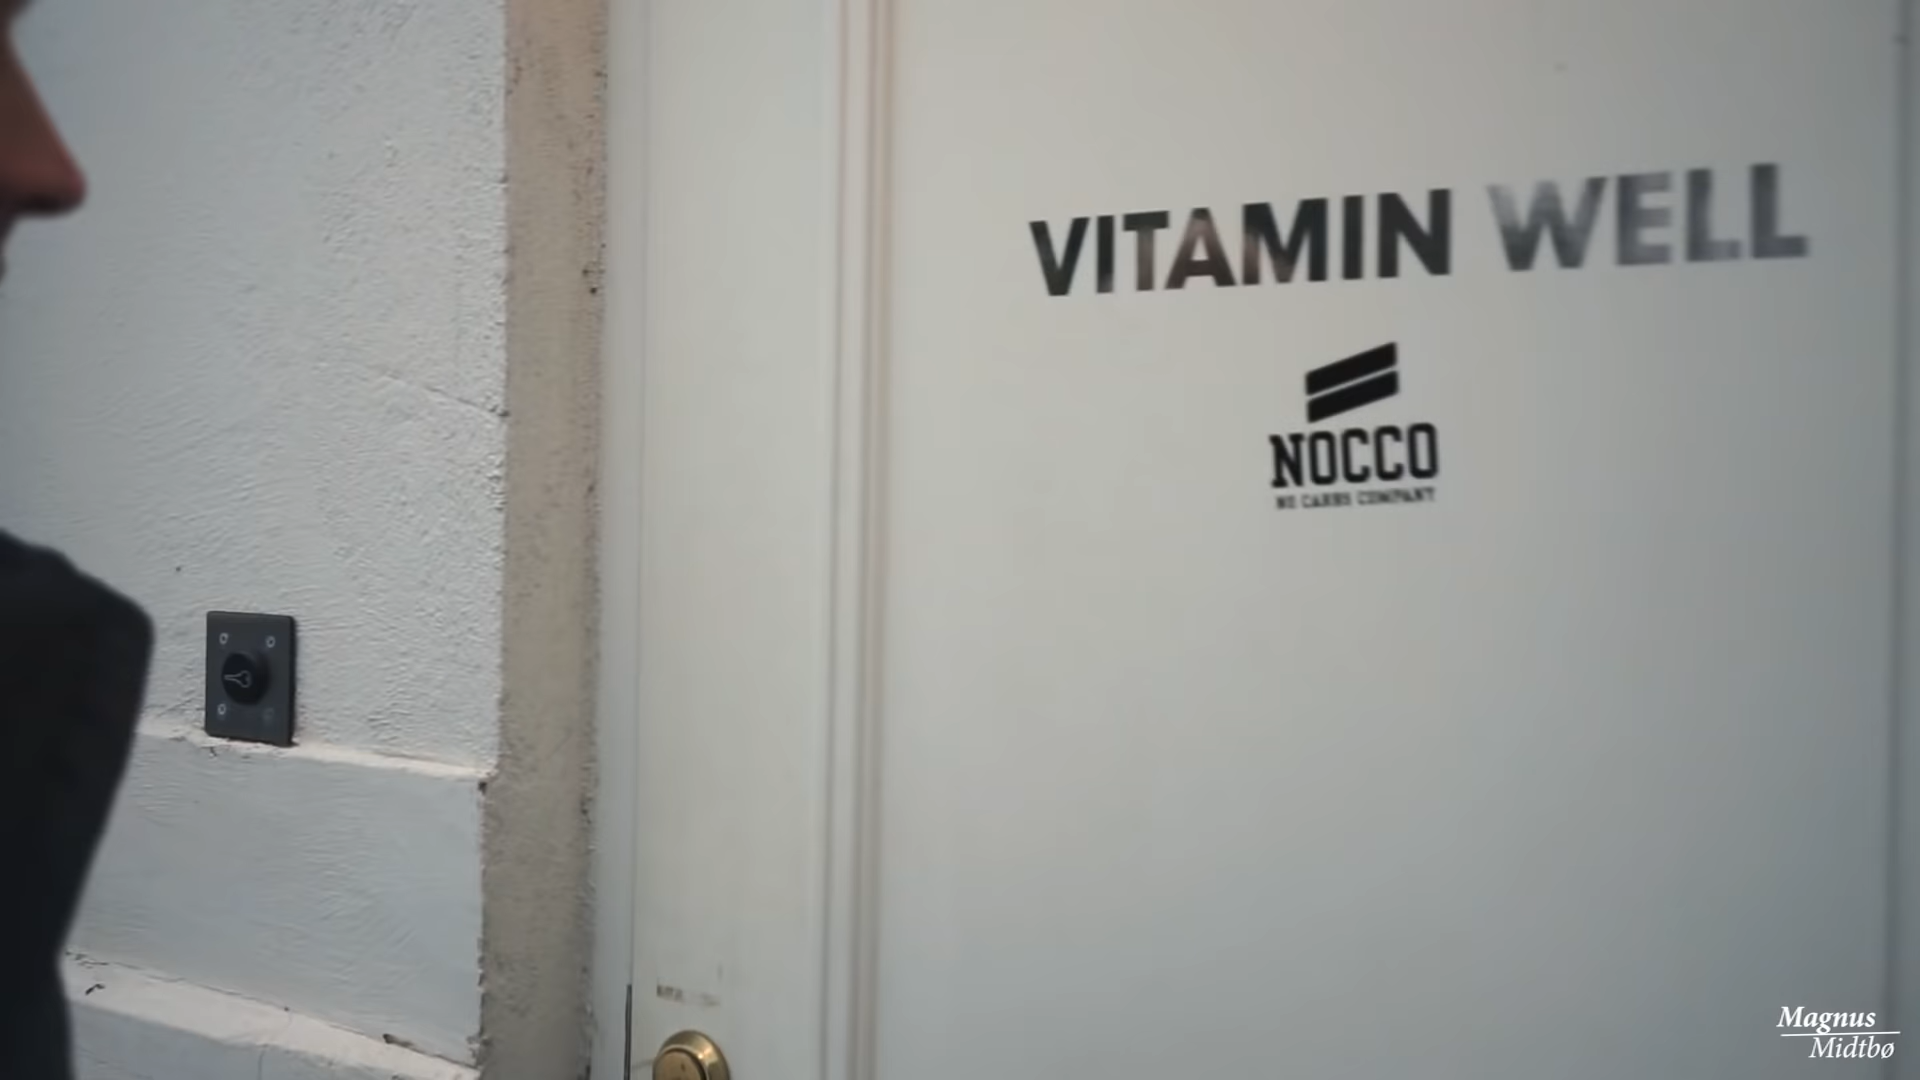 VITAMIN WELL
NOCCO
NO CARBS COMPANY
Magnus
Midtbø